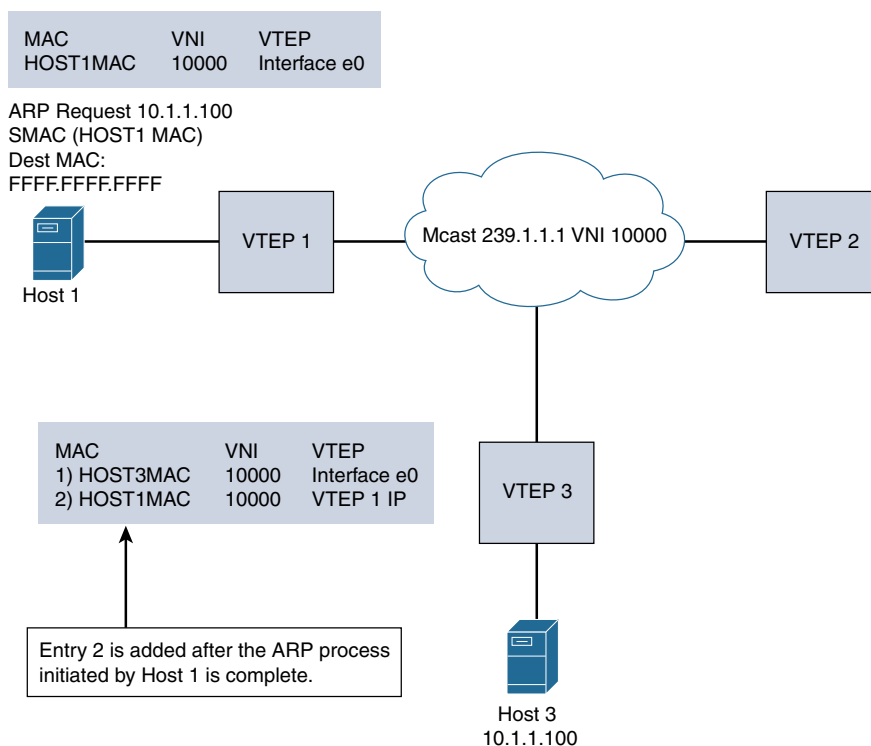 MAC VNI VTEP
HOST1MAC 10000 Interface e0
ARP Request 10.1.1.100
SMAC (HOST1 MAC)
Dest MAC:
FFFF.FFFF.FFFF
Host 1
VTEP 1
Mcast 239.1.1.1 VNI 10000
VTEP 2
MAC VNI VTEP
1) HOST3MAC 10000 Interface e0
2) HOST1MAC 10000 VTEP 1 IP
VTEP 3
Entry 2 is added after the ARP process
initiated by Host 1 is complete.
Host 3
10.1.1.100